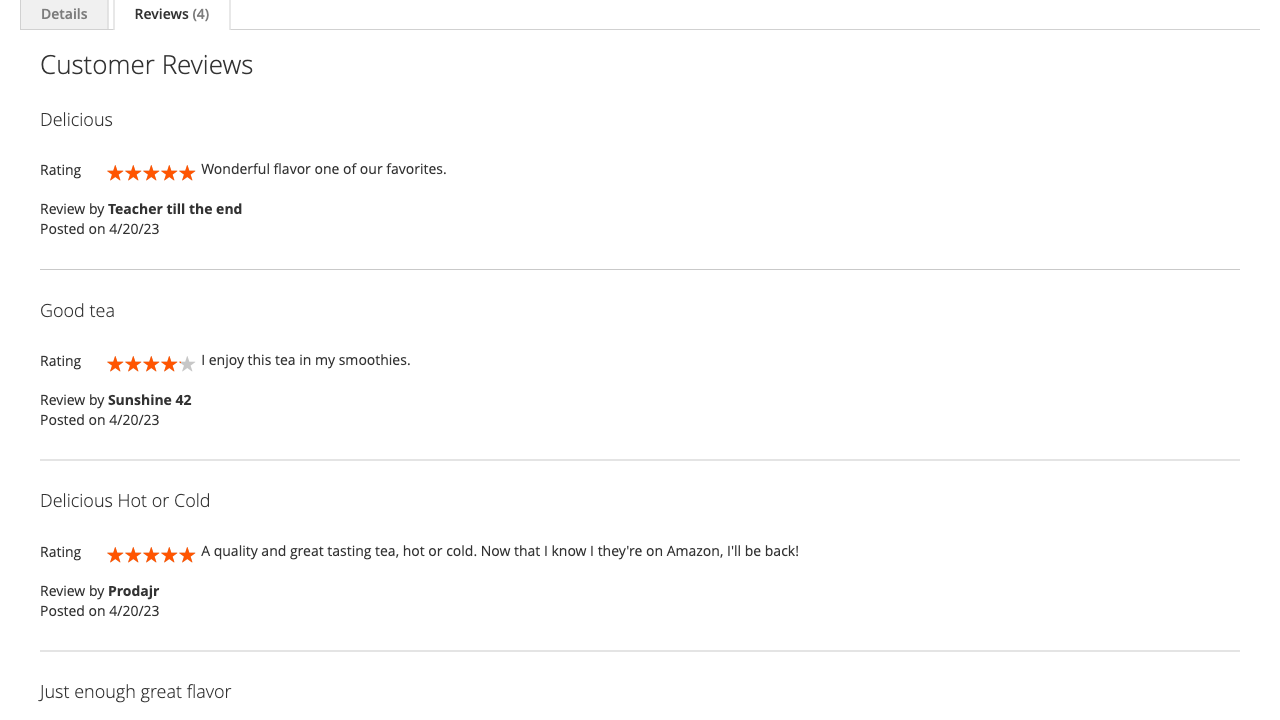 Details
Reviews (4)
Customer Reviews
Delicious
Rating Wonderful flavor one of our favorites.
Review by Teacher till the end
Posted on 4/20/23
Good tea
Rating I enjoy this tea in my smoothies.
Review by Sunshine 42
Posted on 4/20/23
Delicious Hot or Cold
Rating A quality and great tasting tea, hot or cold. Now that I know I they're on Amazon, I'll be back!
Review by Prodajr
Posted on 4/20/23
Just enough great flavor